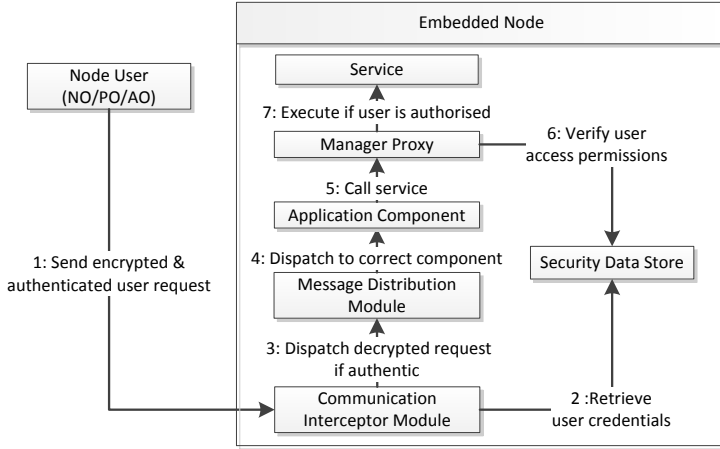 Embedded Node
Node User
(NO/PO/AO)
Service
7: Execute if user is authorised
Manager Proxy
6: Verify user
access permissions
5: Call service
Application Component
1: Send encrypted &
authenticated user request
4: Dispatch to correct component
Security Data Store
Message Distribution
Module
3: Dispatch decrypted request
if authentic
Communication
Interceptor Module
2 :Retrieve
user credentials